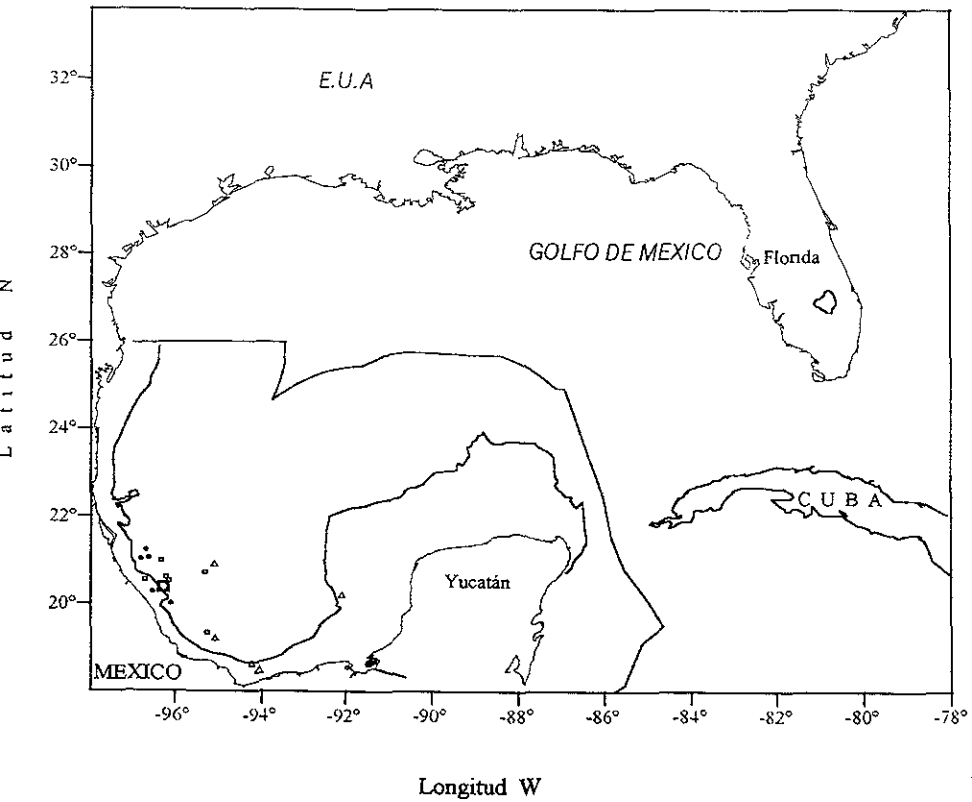 32°
E.U.A
30°
28°
GOLFO DE MEXICO
Florida
26°
24°
22°
CUBA
20°
Yucatán
MEXICO
-96°
-94°
-92°
-90°
-88°
-86°
-84°
-82°
-80°
-78°
Latitud N
Longitud W